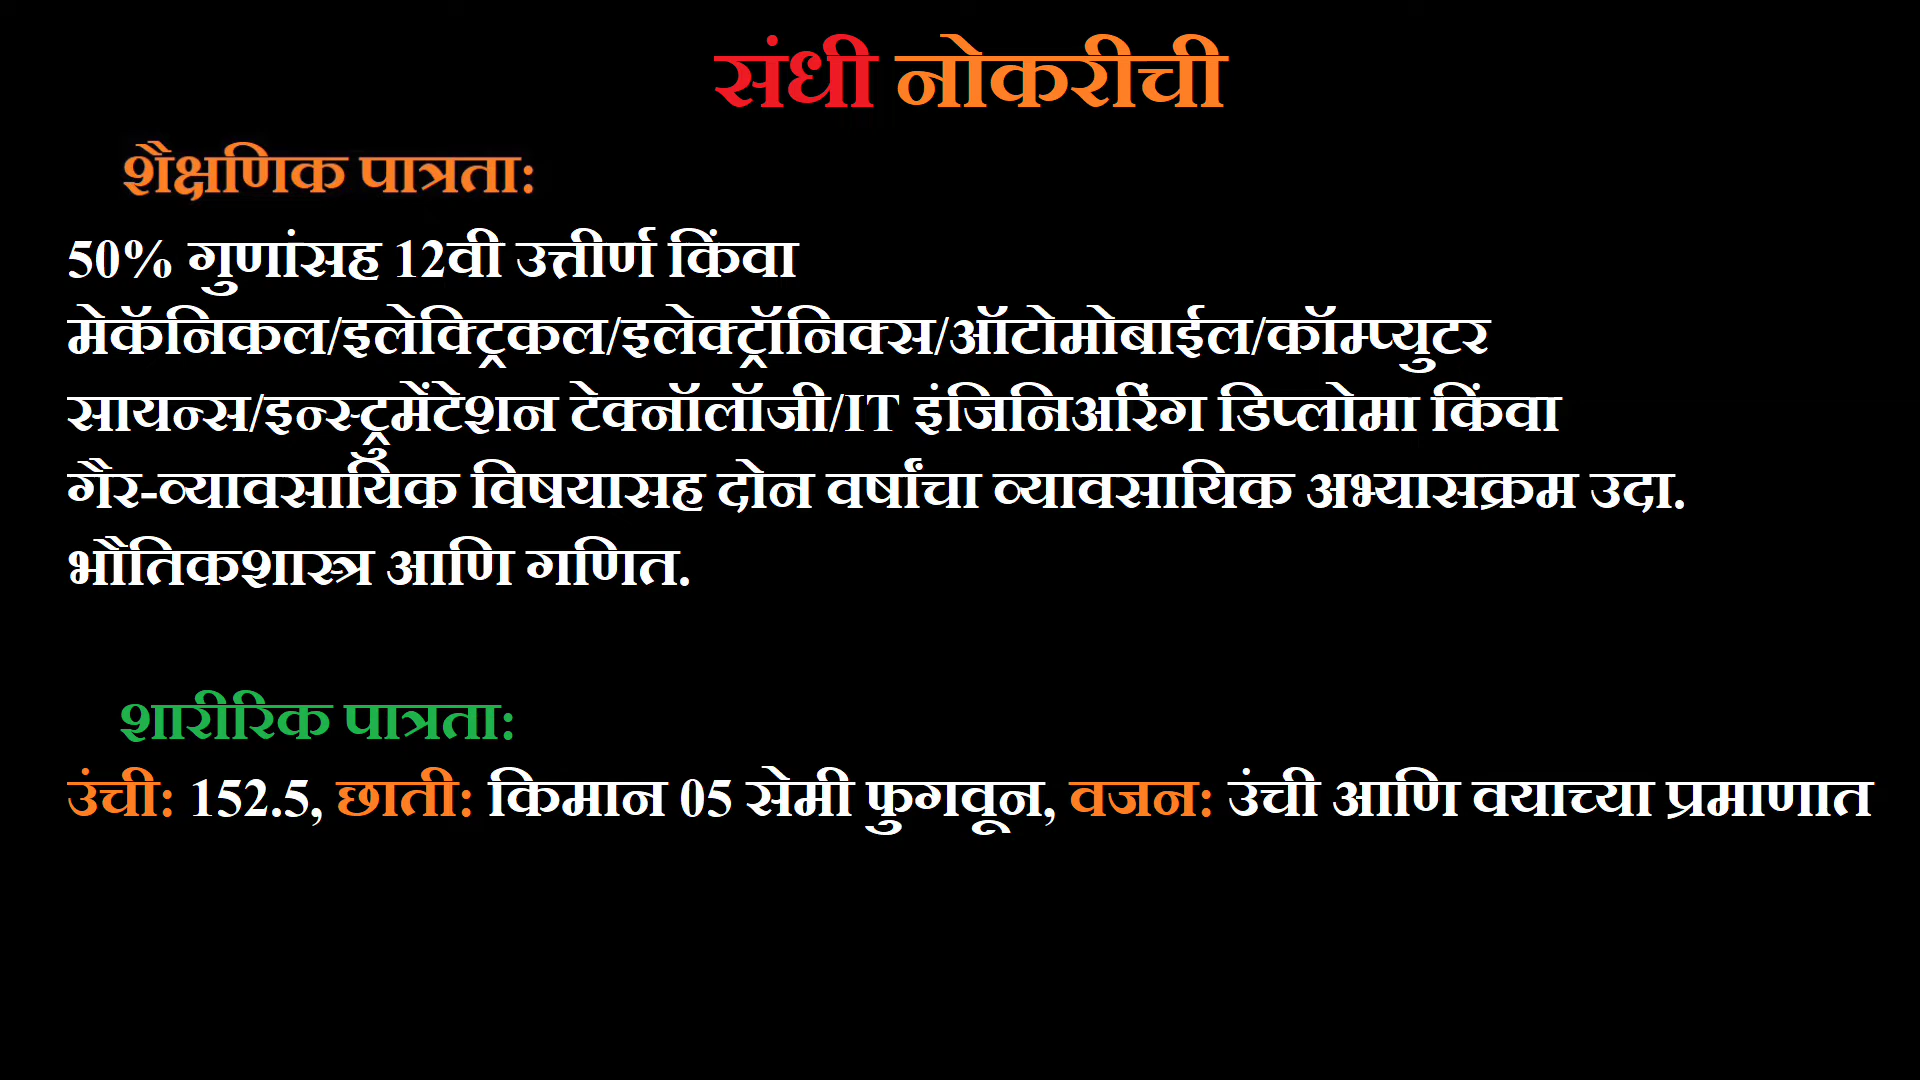 संधी नोकरीची
शैक्षणिक पात्रता:
50% गुणांसह 12वी उत्तीर्ण किंवा
मेकॅनिकल/इलेक्ट्रिकल/इलेक्ट्रॉनिक्स/ऑटोमोबाईल/कॉम्प्युटर
सायन्स/इन्स्ट्रुमेंटेशन टेक्नॉलॉजी/IT इंजिनिअरिंग डिप्लोमा किंवा
गैर-व्यावसायिक विषयासह दोन वर्षांचा व्यावसायिक अभ्यासक्रम उदा.
भौतिकशास्त्र आणि गणित.
शारीरिक पात्रता:
उंची: 152.5, छाती: किमान 05 सेमी फुगवून, वजन: उंची आणि वयाच्या प्रमाणात